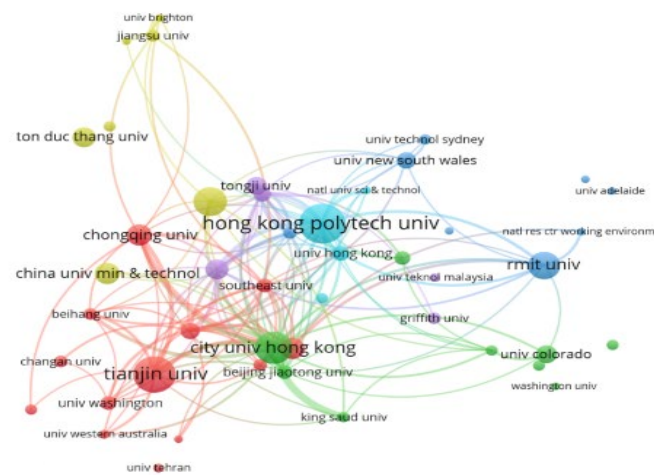 univ brighton
jiangsu univ
ton duc thang univ
univ technol sydney
univ new south wales
tongji univ
natl univ sci & technol
univ adelaide
hong kong polytech univ
chongqing univ
natl res ctr working environm
univ hong kong
china univ min & technol
rmit univ
southeast univ
univ teknol malaysia
beihang univ
griffith univ
city univ hong kong
univ colorado
changan univ
tianjin univ
beijing jiaotong univ
washington univ
univ washington
king saud univ
univ western australia
univ tehran